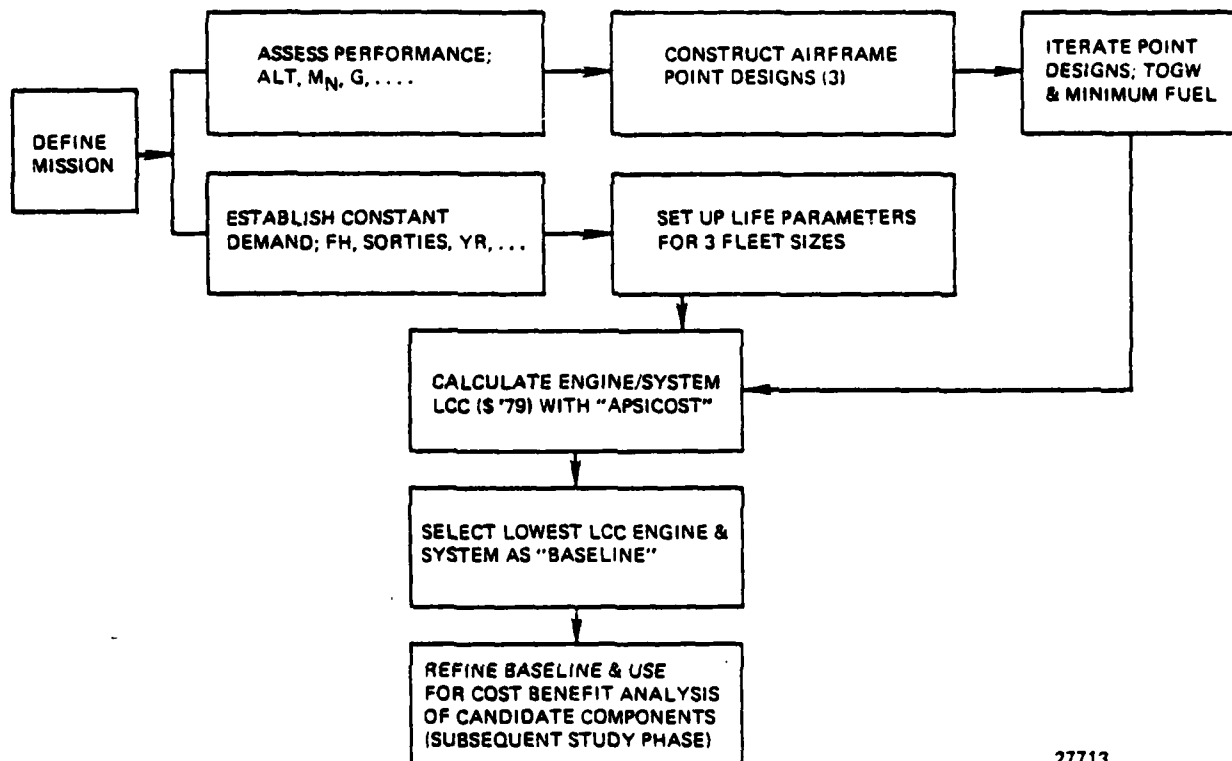 DEFINE
MISSION
ASSESS PERFORMANCE;
ALT, MN, G, . . . .
CONSTRUCT AIRFRAME
POINT DESIGNS (3)
ITERATE POINT
DESIGNS; TOGW
& MINIMUM FUEL
ESTABLISH CONSTANT
DEMAND; FH, SORTIES, YR, . . .
SET UP LIFE PARAMETERS
FOR 3 FLEET SIZES
CALCULATE ENGINE/SYSTEM
LCC ($ '79) WITH "APSICOST"
SELECT LOWEST LCC ENGINE &
SYSTEM AS "BASELINE"
REFINE BASELINE & USE
FOR COST BENEFIT ANALYSIS
OF CANDIDATE COMPONENTS
(SUBSEQUENT STUDY PHASE)
27713